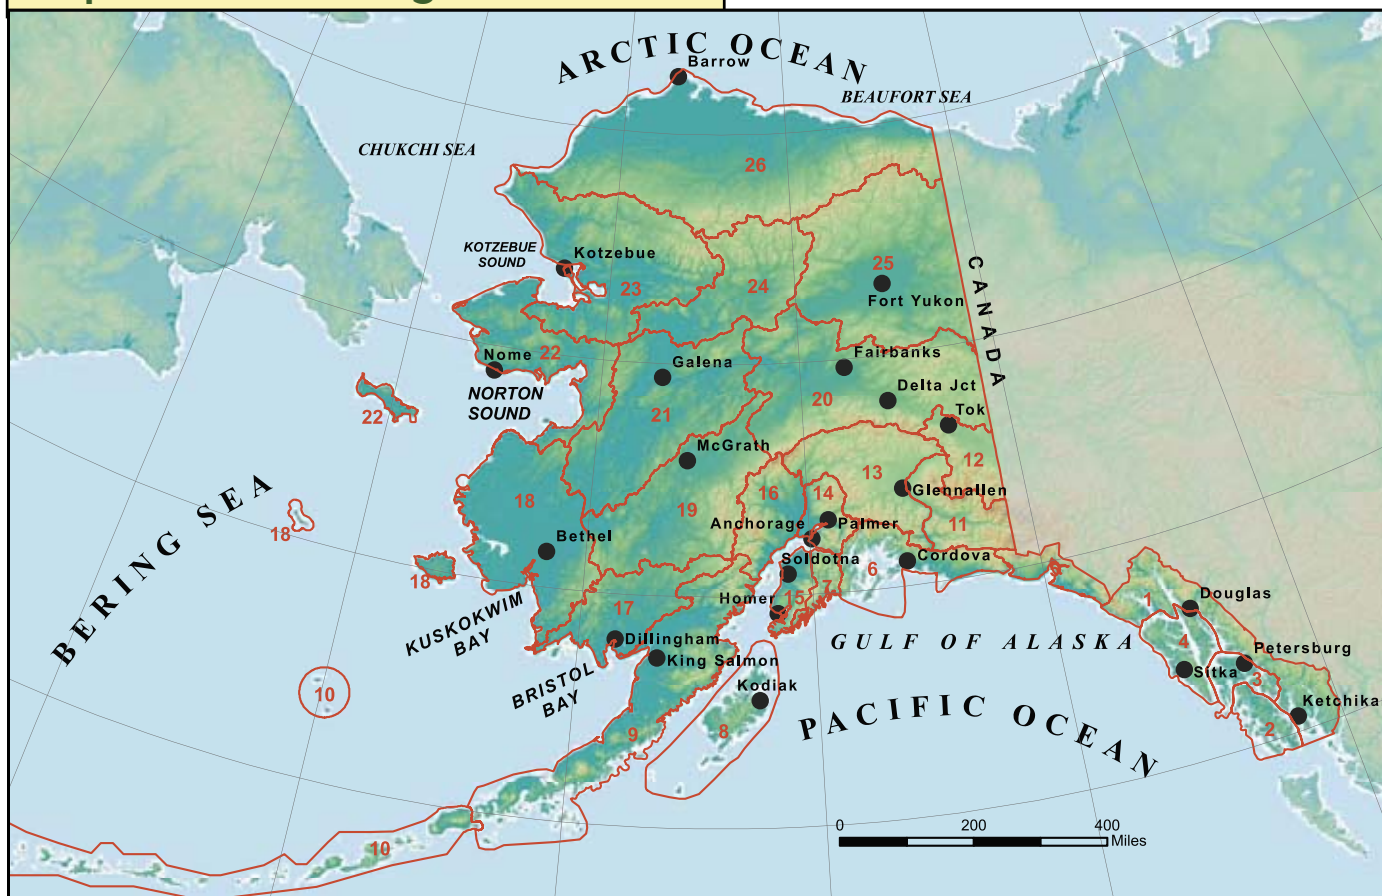 ARCTIC OCEAN
Barrow
BEAUFORT SEA
CHUKCHI SEA
26
KOTZEBUE
SOUND
Kotzebue
23
24
25
Fort Yukon
CANADA
Nome
22
Galena
Fairbanks
NORTON
SOUND
22
21
20
Delta Jct
Tok
McGrath
13
12
Glennallen
BERING SEA
18
18
19
16
14
11
Anchorage
Palmer
Bethel
18
Soldotna
6
Cordova
7
15
Homer
KUSKOKWIM
BAY
17
Dillingham
King Salmon
BRISTOL
BAY
GULF OF ALASKA
1
Douglas
4
Petersburg
Sitka
3
Ketchika
2
10
Kodiak
8
9
PACIFIC OCEAN
10
0
200
400
Miles